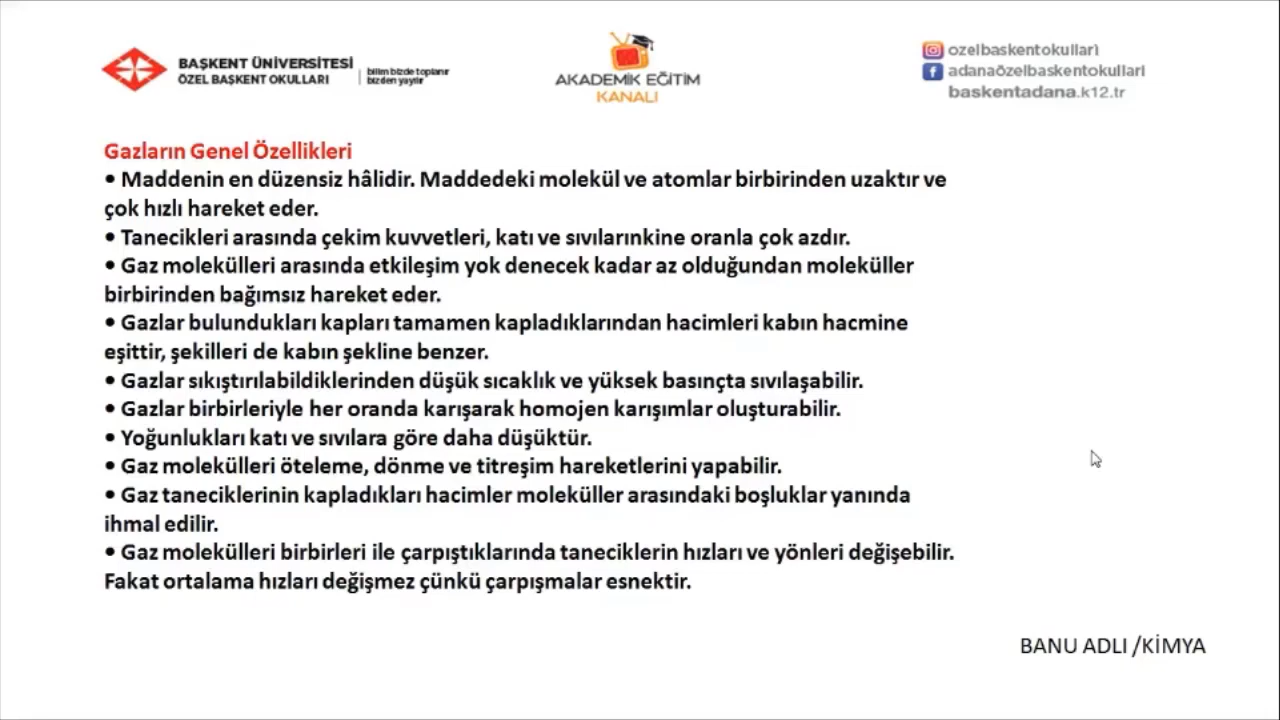 BAŞKENT ÜNİVERSİTESİ
ÖZEL BAŞKENT OKULLARI
bilim bizde toplanır
bizden yayılır
AKADEMİK EĞİTİM
KANALI
ozelbaskentokullari
adanaözelbaskentokullari
baskentadana.k12.tr
Gazların Genel Özellikleri
• Maddenin en düzensiz hâlidir. Maddedeki molekül ve atomlar birbirinden uzaktır ve
çok hızlı hareket eder.
• Tanecikleri arasında çekim kuvvetleri, katı ve sıvılarınkine oranla çok azdır.
• Gaz molekülleri arasında etkileşim yok denecek kadar az olduğundan moleküller
birbirinden bağımsız hareket eder.
• Gazlar bulundukları kapları tamamen kapladıklarından hacimleri kabın hacmine
eşittir, şekilleri de kabın şekline benzer.
• Gazlar sıkıştırılabildiklerinden düşük sıcaklık ve yüksek basınçta sıvılaşabilir.
• Gazlar birbirleriyle her oranda karışarak homojen karışımlar oluşturabilir.
• Yoğunlukları katı ve sıvılara göre daha düşüktür.
• Gaz molekülleri öteleme, dönme ve titreşim hareketlerini yapabilir.
• Gaz taneciklerinin kapladıkları hacimler moleküller arasındaki boşluklar yanında
ihmal edilir.
• Gaz molekülleri birbirleri ile çarpıştıklarında taneciklerin hızları ve yönleri değişebilir.
Fakat ortalama hızları değişmez çünkü çarpışmalar esnektir.
BANU ADLI /KİMYA